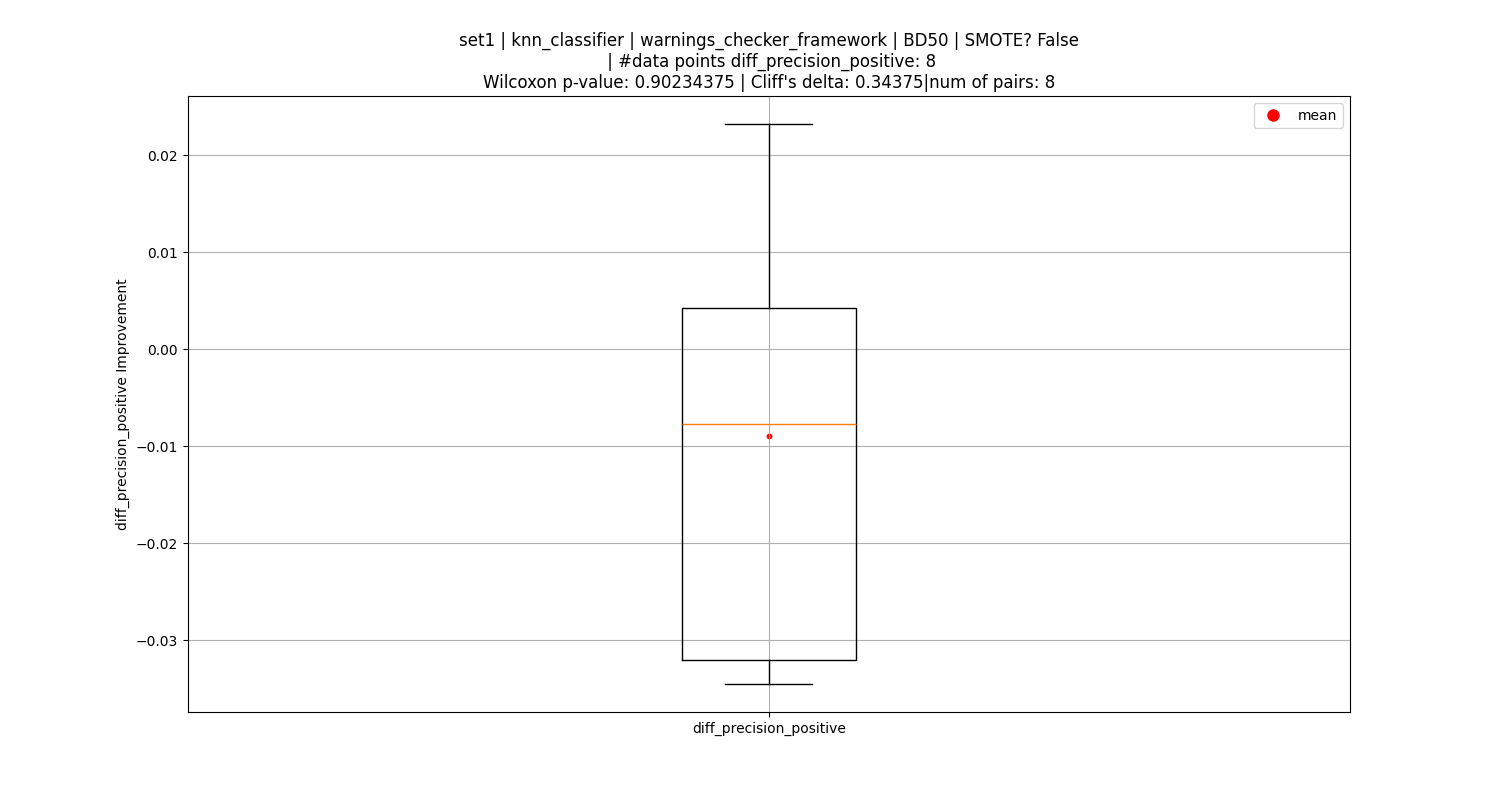 set1 | knn_classifier | warnings_checker_framework | BD50 | SMOTE? False
| #data points diff_precision_positive: 8
Wilcoxon p-value: 0.90234375 | Cliff's delta: 0.34375|num of pairs: 8
mean
0.02
0.01
0.00
−0.01
−0.02
−0.03
diff_precision_positive Improvement
diff_precision_positive